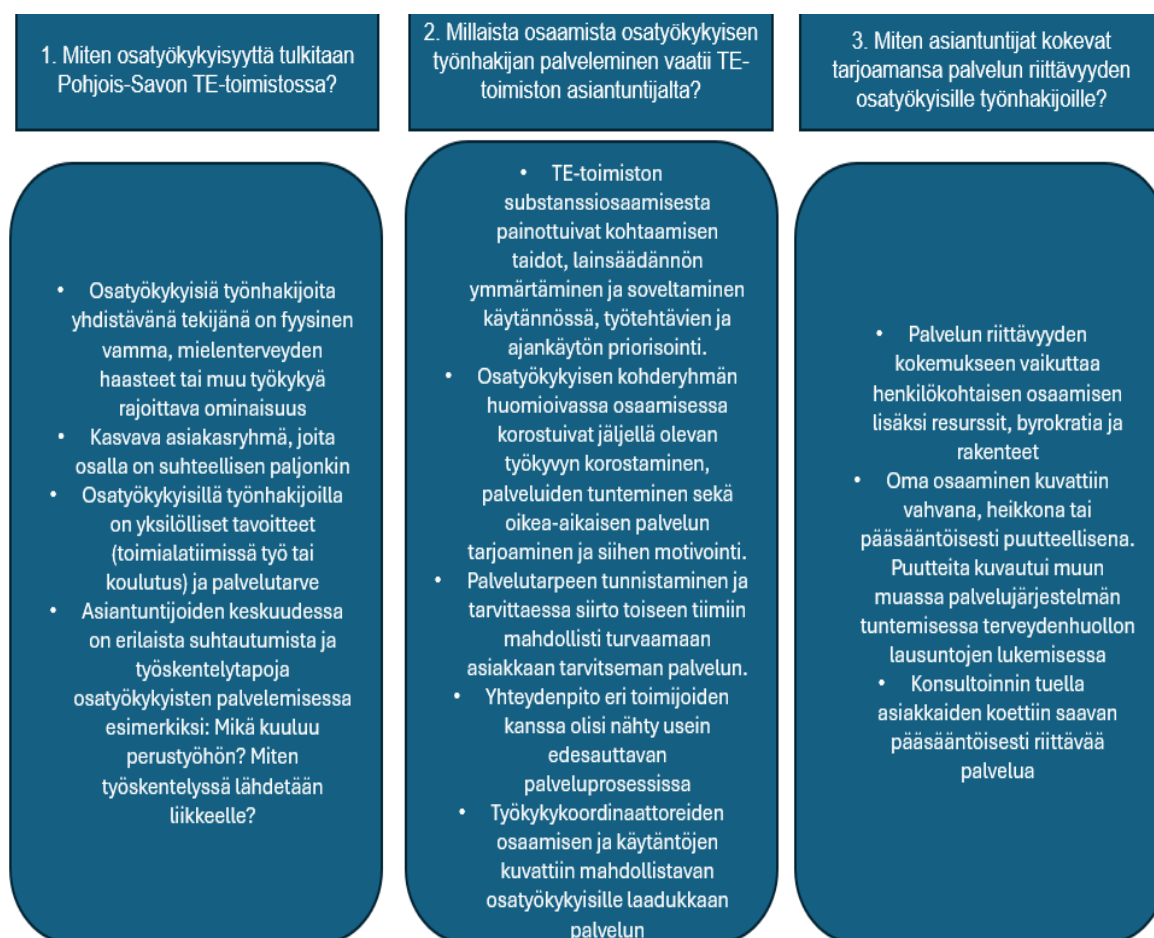 1. Miten osatyökykyisyyttä tulkitaan
Pohjois-Savon TE-toimistossa?
• Osatyökykyisiä työnhakijoita
yhdistävänä tekijänä on fyysinen
vamma, mielenterveyden
haasteet tai muu työkykyä
rajoittava ominaisuus
• Kasvava asiakasryhmä, joita
osalla on suhteellisen paljonkin
• Osatyökykyisillä työnhakijoilla
on yksilölliset tavoitteet
(toimialatiimissä työ tai
koulutus) ja palvelutarve
• Asiantuntijoiden keskuudessa
on erilaista suhtautumista ja
työskentelytapoja
osatyökykyisten palvelemisessa
esimerkiksi: Mikä kuuluu
perustyöhön? Miten
työskentelyssä lähdetään
liikkeelle?
2. Millaista osaamista osatyökykyisen
työnhakijan palveleminen vaatii TE-
toimiston asiantuntijalta?
• TE-toimiston
substanssiosaamisesta
painottuivat kohtaamisen
taidot, lainsäädännön
ymmärtäminen ja soveltaminen
käytännössä, työtehtävien ja
ajankäytön priorisointi.
• Osatyökykyisen kohderyhmän
huomioivassa osaamisessa
korostuivat jäljellä olevan
työkyvyn korostaminen,
palveluiden tunteminen sekä
oikea-aikaisen palvelun
tarjoaminen ja siihen motivointi.
• Palvelutarpeen tunnistaminen ja
tarvittaessa siirto toiseen tiimiin
mahdollisti turvaamaan
asiakkaan tarvitseman palvelun.
• Yhteydenpito eri toimijoiden
kanssa olisi nähty usein
edesauttavan
palveluprosessissa
• Työkykykoordinaattoreiden
osaamisen ja käytäntöjen
kuvattiin mahdollistavan
osatyökykyisille laadukkaan
palvelun
3. Miten asiantuntijat kokevat
tarjoamansa palvelun riittävyyden
osatyökyisille työnhakijoille?
• Palvelun riittävyyden
kokemukseen vaikuttaa
henkilökohtaisen osaamisen
lisäksi resurssit, byrokratia ja
rakenteet
• Oma osaaminen kuvattiin
vahvana, heikkona tai
pääsääntöisesti puutteellisena.
Puutteita kuvautui muun
muassa palvelujärjestelmän
tuntemisessa terveydenhuollon
lausuntojen lukemisessa
• Konsultoinnin tuella
asiakkaiden koettiin saavan
pääsääntöisesti riittävää
palvelua